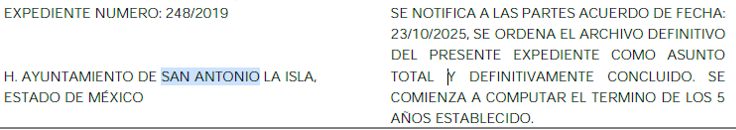 EXPEDIENTE NUMERO: 248/2019
H. AYUNTAMIENTO DE SAN ANTONIO LA ISLA,
ESTADO DE MÉXICO
SE NOTIFICA A LAS PARTES ACUERDO DE FECHA:
23/10/2025, SE ORDENA EL ARCHIVO DEFINITIVO
DEL PRESENTE EXPEDIENTE COMO ASUNTO
TOTAL Y DEFINITIVAMENTE CONCLUIDO. SE
COMIENZA A COMPUTAR EL TERMINO DE LOS 5
AÑOS ESTABLECIDO.